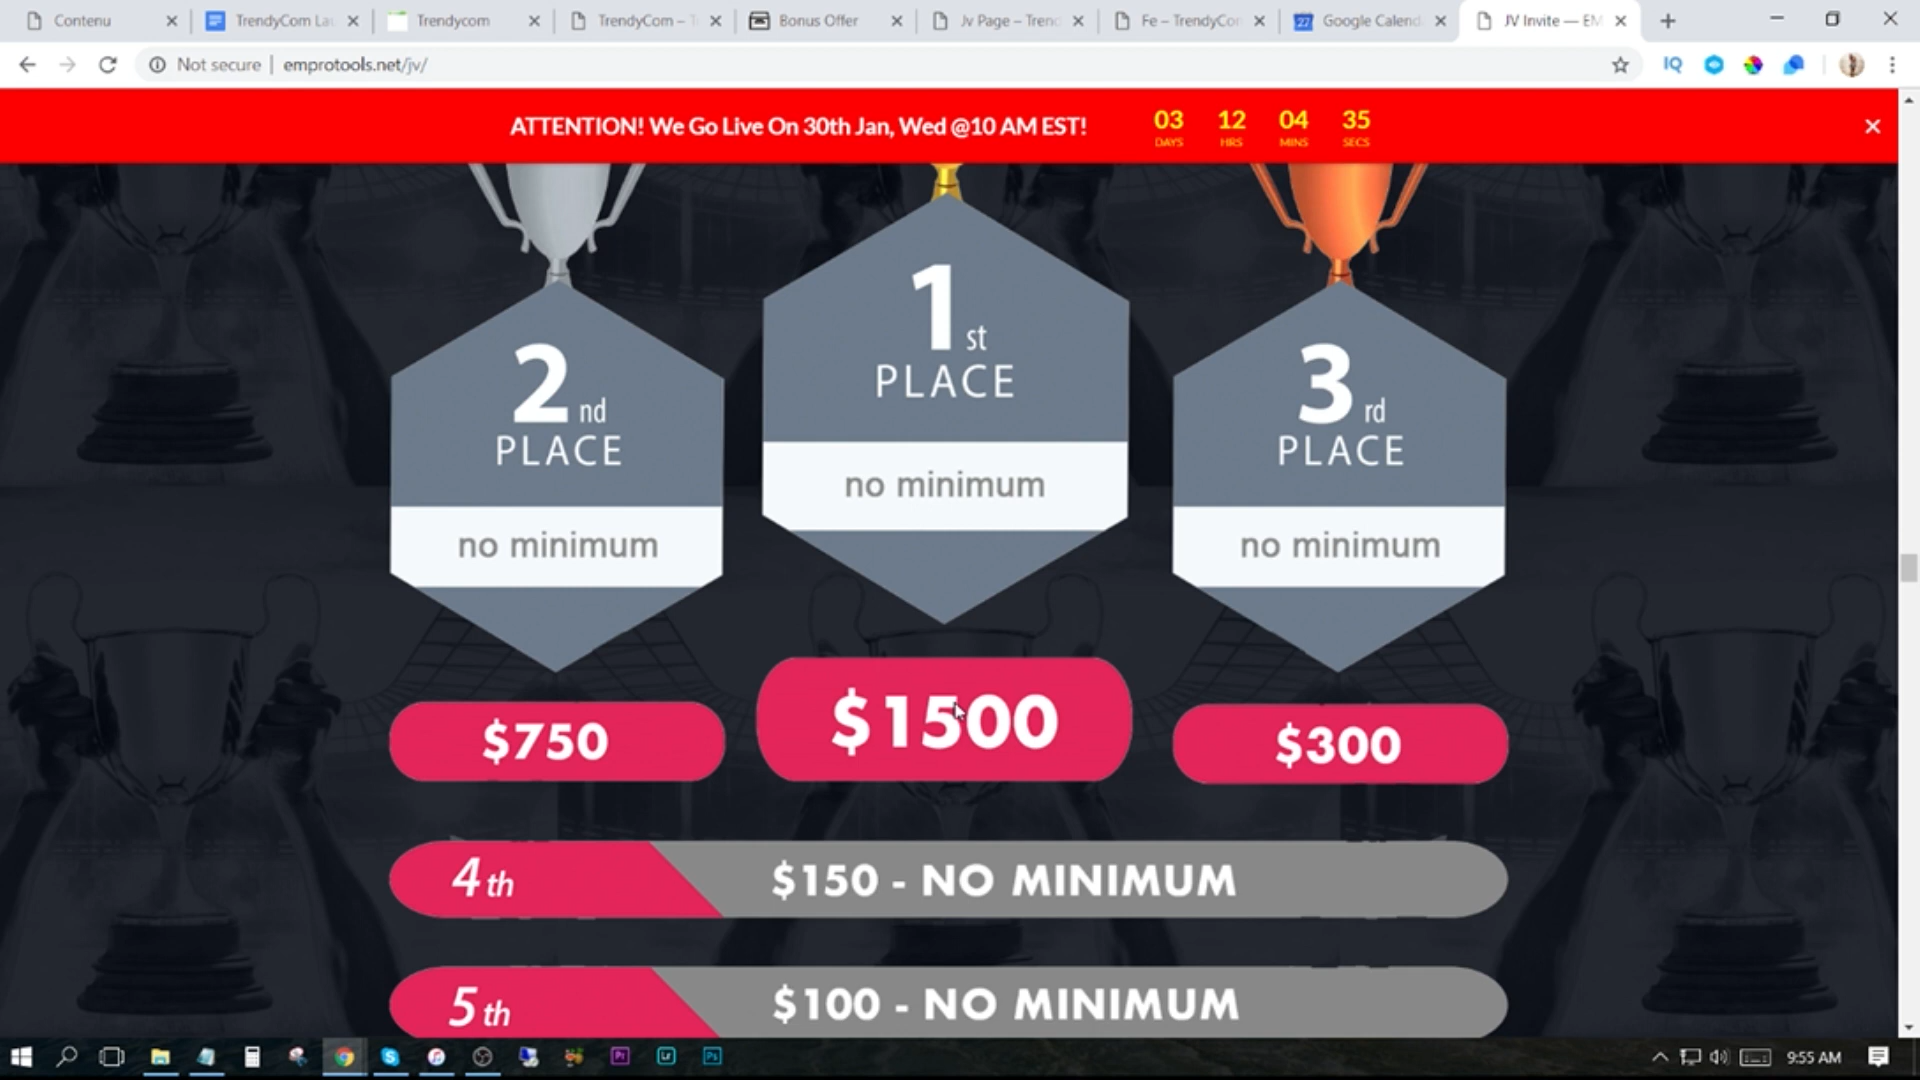 Contenu
TrendyCom Lau
Trendycom
TrendyCom – T
Bonus Offer
Jv Page – Trend
Fe – TrendyCom
Google Calend
JV Invite — EM
Not secure | emprotools.net/jv/
IQ
ATTENTION! We Go Live On 30th Jan, Wed @10 AM EST!
03 12 04 35
DAYS HRS MINS SECS
1st
PLACE
no minimum
2nd
PLACE
no minimum
3rd
PLACE
no minimum
$750
$1500
$300
4th $150 - NO MINIMUM
5th $100 - NO MINIMUM
9:55 AM